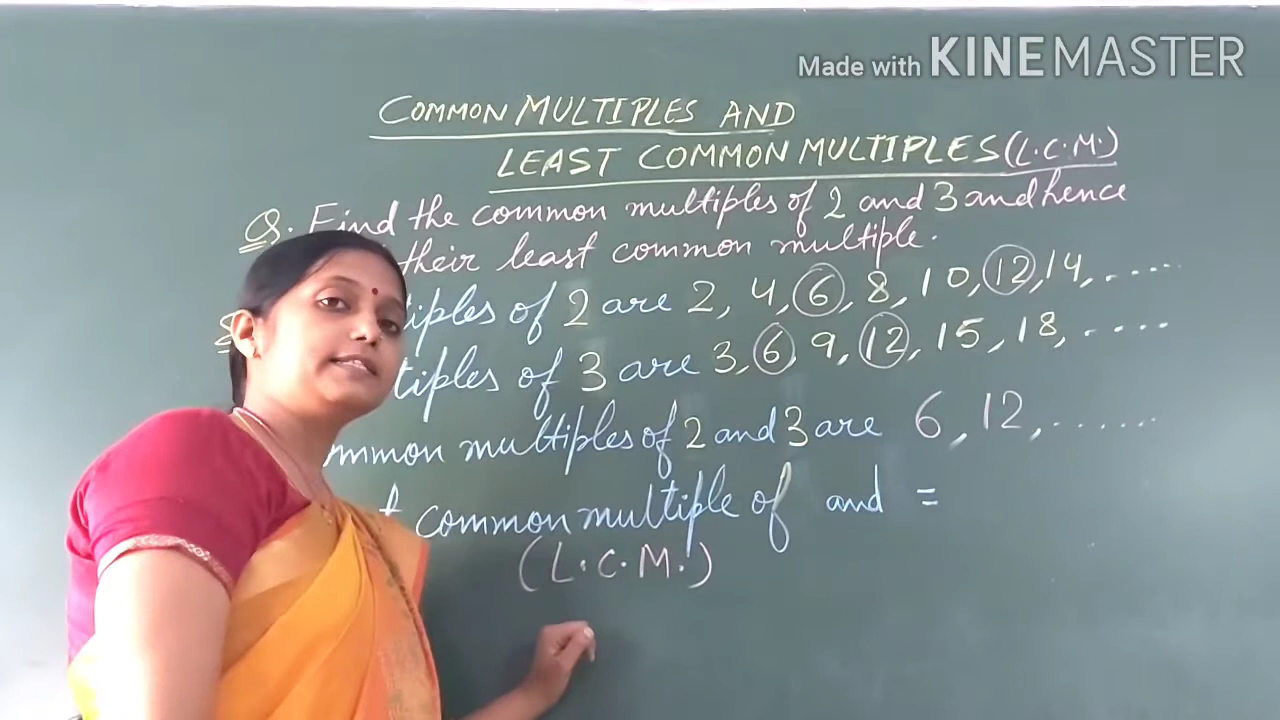 Made with KINEMASTER
COMMON MULTIPLES AND
LEAST COMMON MULTIPLES (L.C.M.)
Q. Find the common multiples of 2 and 3 and hence
their least common multiple.
tiples of 2 are 2, 4, 6, 8, 10, 12, 14, .....
tiples of 3 are 3, 6, 9, 12, 15, 18, .....
mmon multiples of 2 and 3 are 6, 12, ......
t common multiple of and =
(L.C.M.)